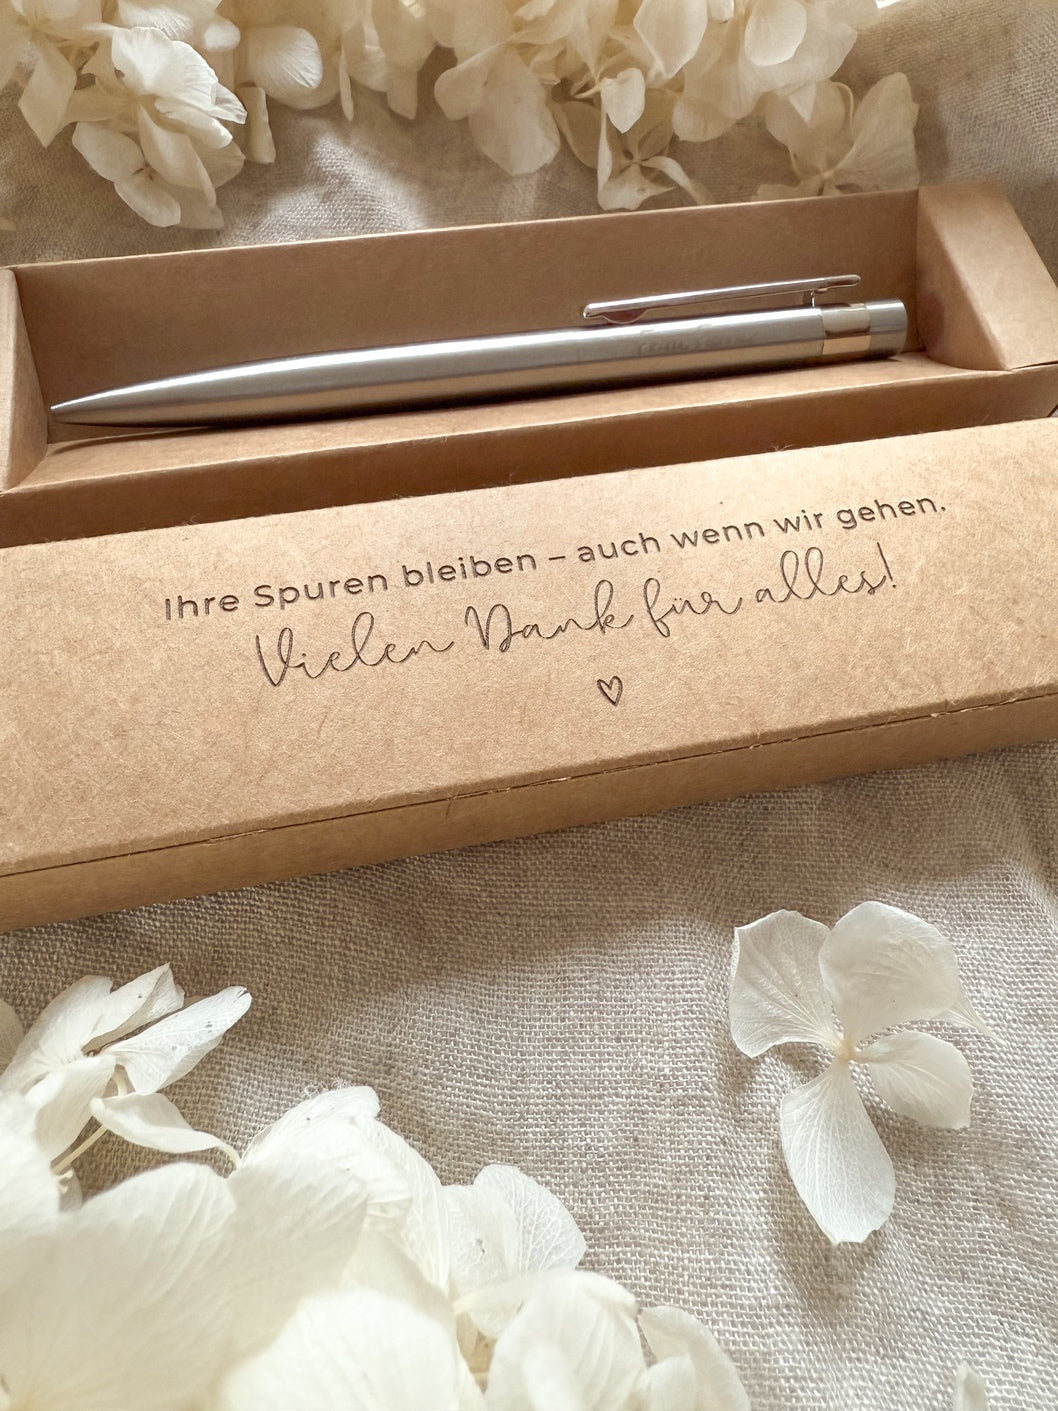 Ihre Spuren bleiben – auch wenn wir gehen.
Vielen Dank für alles!